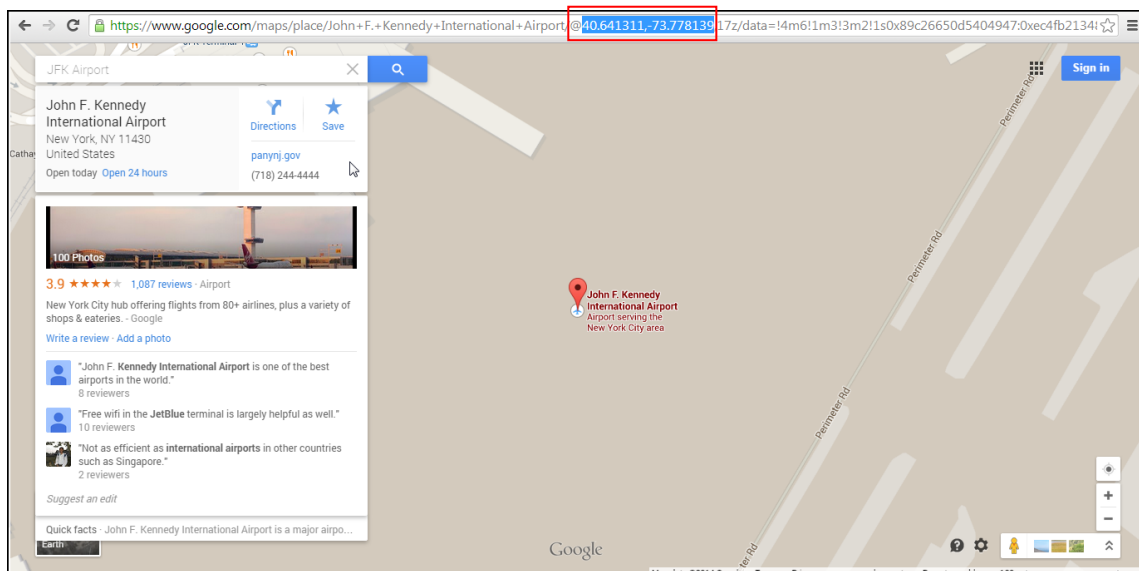 https://www.google.com/maps/place/John+F.+Kennedy+International+Airport/@40.641311,-73.778139,17z/data=!4m6!1m3!3m2!1s0x89c26650d5404947:0xec4fb2134
JFK Airport
Sign in
John F. Kennedy
International Airport
New York, NY 11430
United States
Open today Open 24 hours
Directions
Save
panynj.gov
(718) 244-4444
100 Photos
3.9 ★★★★★ 1,087 reviews · Airport
New York City hub offering flights from 80+ airlines, plus a variety of
shops & eateries. - Google
Write a review · Add a photo
"John F. Kennedy International Airport is one of the best
airports in the world."
8 reviewers
"Free wifi in the JetBlue terminal is largely helpful as well."
10 reviewers
"Not as efficient as international airports in other countries
such as Singapore."
2 reviewers
Suggest an edit
Quick facts · John F. Kennedy International Airport is a major airpo...
Earth
John F. Kennedy
International Airport
Airport serving the
New York City area
Perimeter Rd
Perimeter Rd
Perimeter Rd
Google